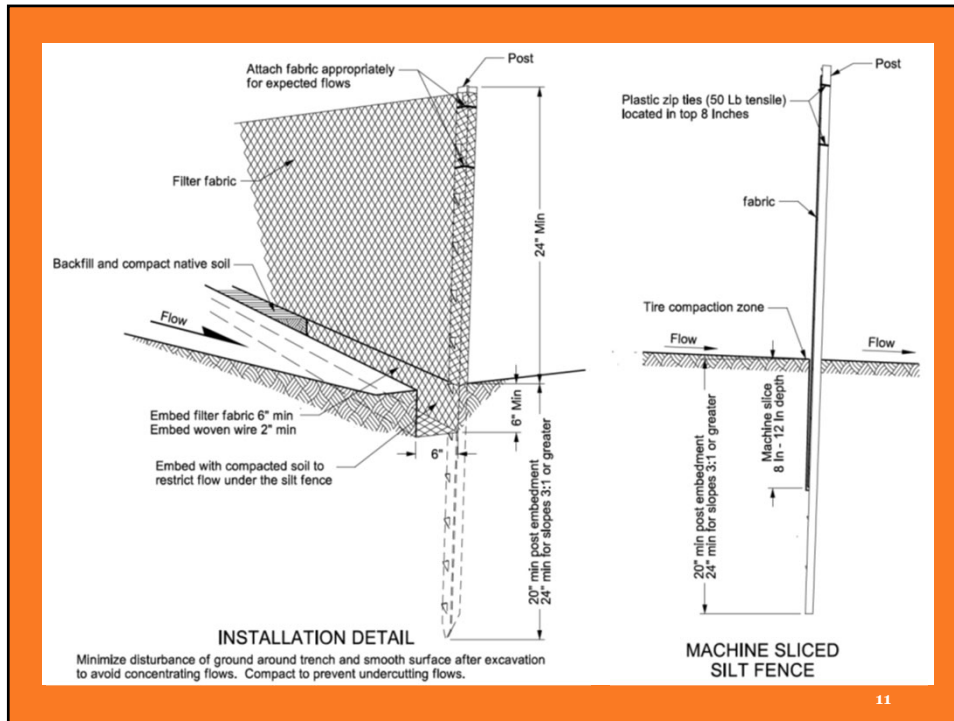 Post
Attach fabric appropriately
for expected flows
Filter fabric
Backfill and compact native soil
Flow
24" Min
6" Min
6"
Embed filter fabric 6" min
Embed woven wire 2" min
Embed with compacted soil to
restrict flow under the silt fence
20" min post embedment
24" min for slopes 3:1 or greater
INSTALLATION DETAIL
Minimize disturbance of ground around trench and smooth surface after excavation
to avoid concentrating flows. Compact to prevent undercutting flows.
Post
Plastic zip ties (50 Lb tensile)
located in top 8 Inches
fabric
Tire compaction zone
Flow
Flow
Machine slice
8 In - 12 In depth
20" min post embedment
24" min for slopes 3:1 or greater
MACHINE SLICED
SILT FENCE
11